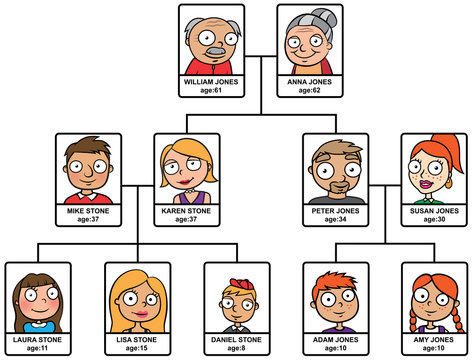 WILLIAM JONES
age:61
ANNA JONES
age:62
MIKE STONE
age:37
KAREN STONE
age:37
PETER JONES
age:34
SUSAN JONES
age:30
LAURA STONE
age:11
LISA STONE
age:15
DANIEL STONE
age:8
ADAM JONES
age:10
AMY JONES
age:10